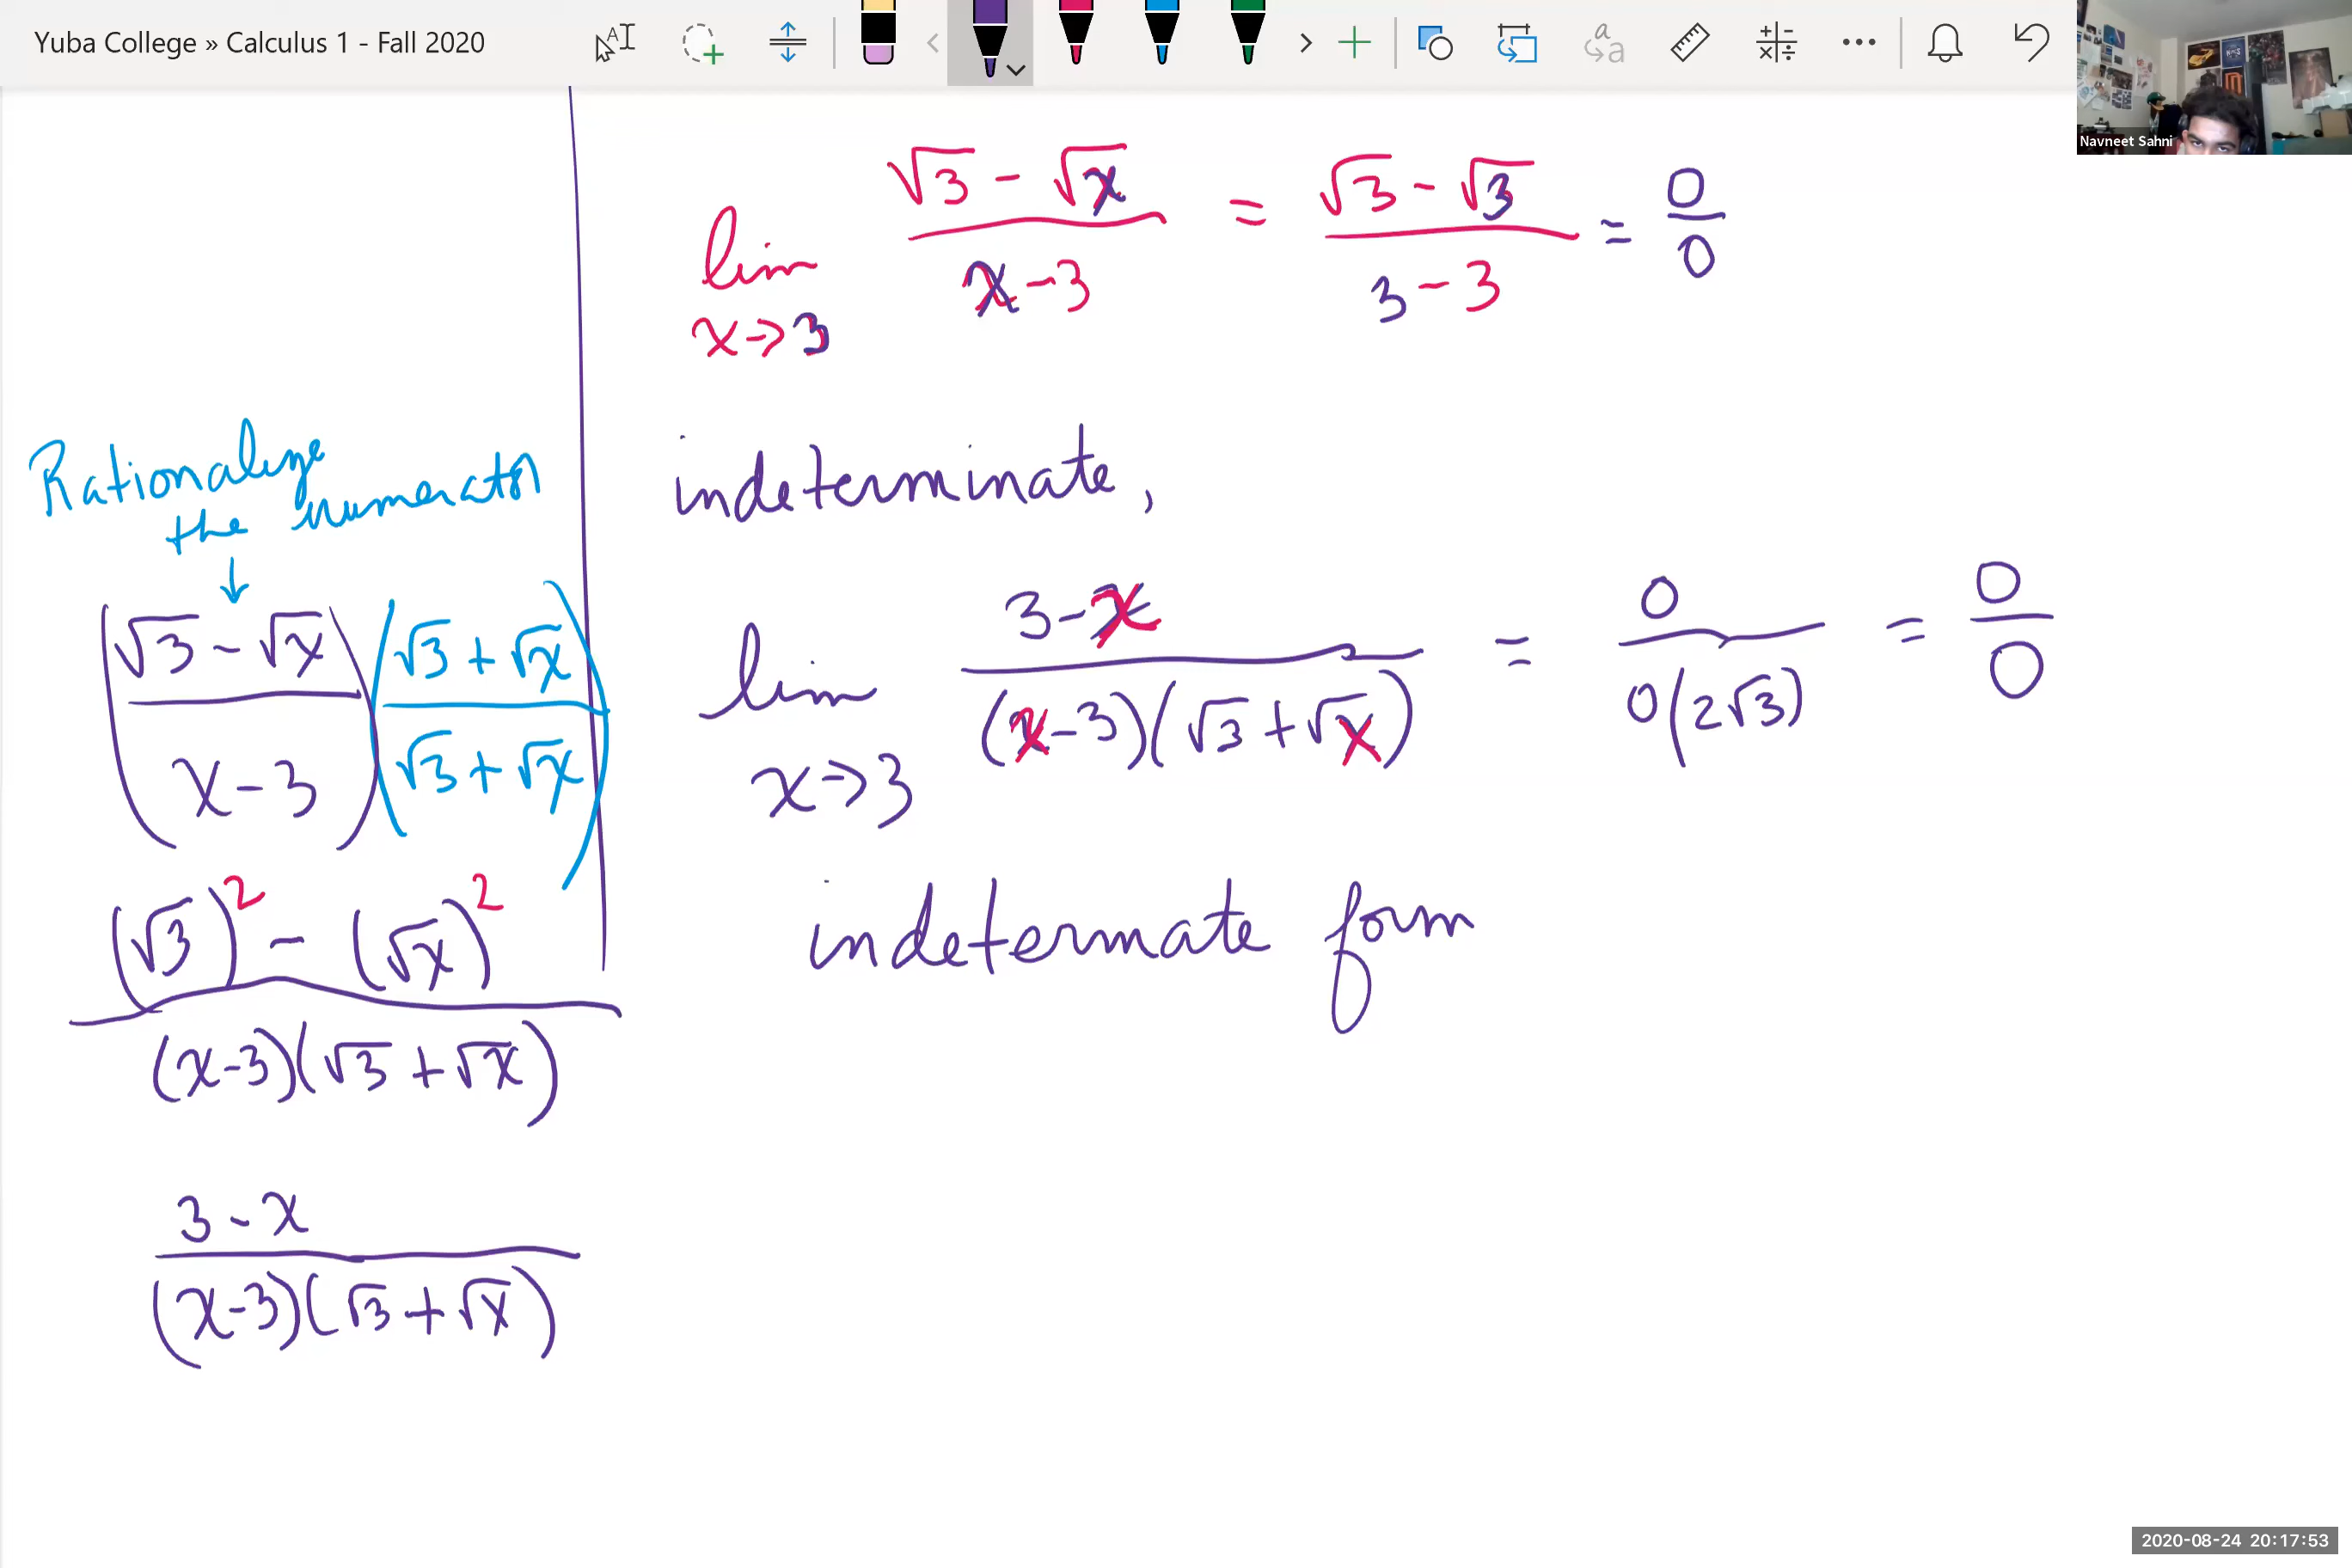 Yuba College » Calculus 1 - Fall 2020
Navneet Sahni
lim x→3 (√3 - √x)/(x-3) = (√3 - √3)/(3-3) = 0/0
Rationalize
the numerator
↓
indeterminate,
((√3 - √x)/(x-3)) ((√3 + √x)/(√3 + √x))
lim x→3 (3-x)/((x-3)(√3 + √x)) = 0/(0(2√3)) = 0/0
((√3)² - (√x)²)/((x-3)(√3 + √x))
indetermate form
(3-x)/((x-3)(√3 + √x))
2020-08-24 20:17:53